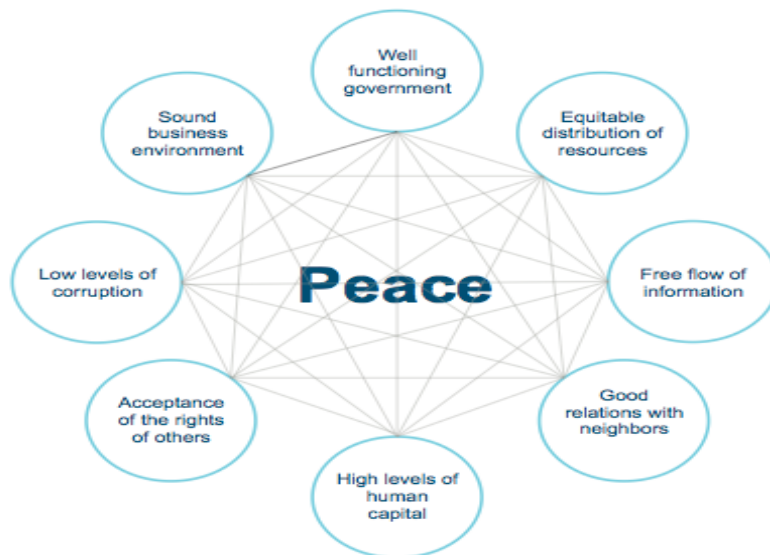 Well
functioning
government
Equitable
distribution of
resources
Free flow of
information
Good
relations with
neighbors
High levels of
human
capital
Acceptance
of the rights
of others
Low levels of
corruption
Sound
business
environment
Peace